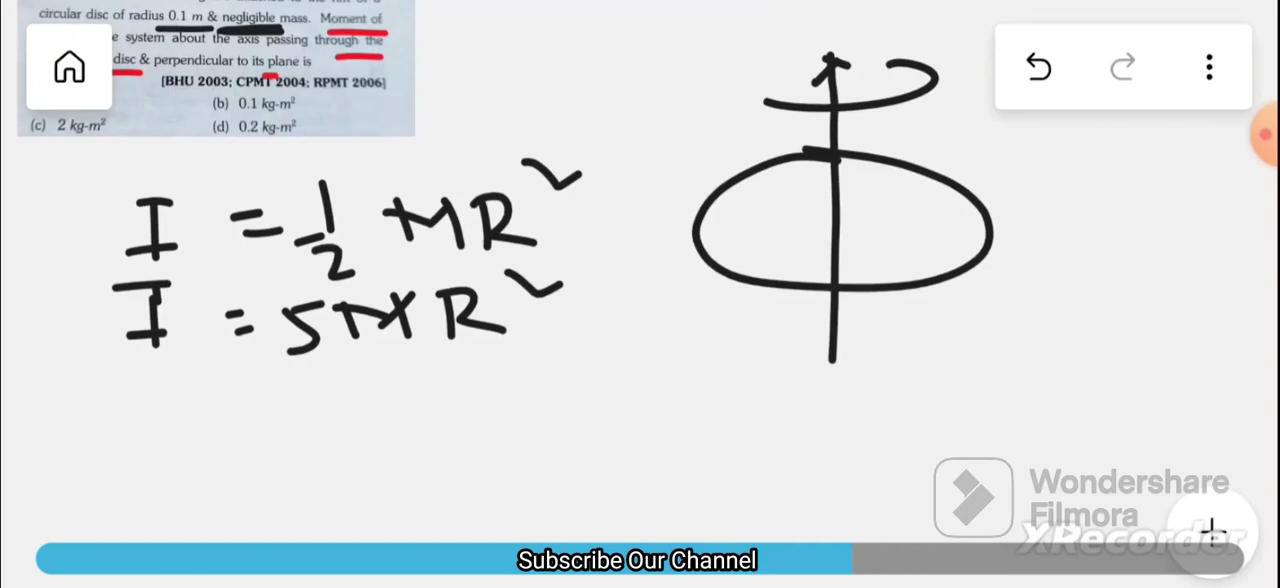 circular disc of radius 0.1 m & negligible mass. Moment of
e system about the axis passing through the
disc & perpendicular to its plane is
[BHU 2003; CPMT 2004; RPMT 2006]
(b) 0.1 kg-m²
(c) 2 kg-m²
(d) 0.2 kg-m²
I = 1/2 MR²
I = 5M × R²
Wondershare
Filmora
XRecorder
Subscribe Our Channel